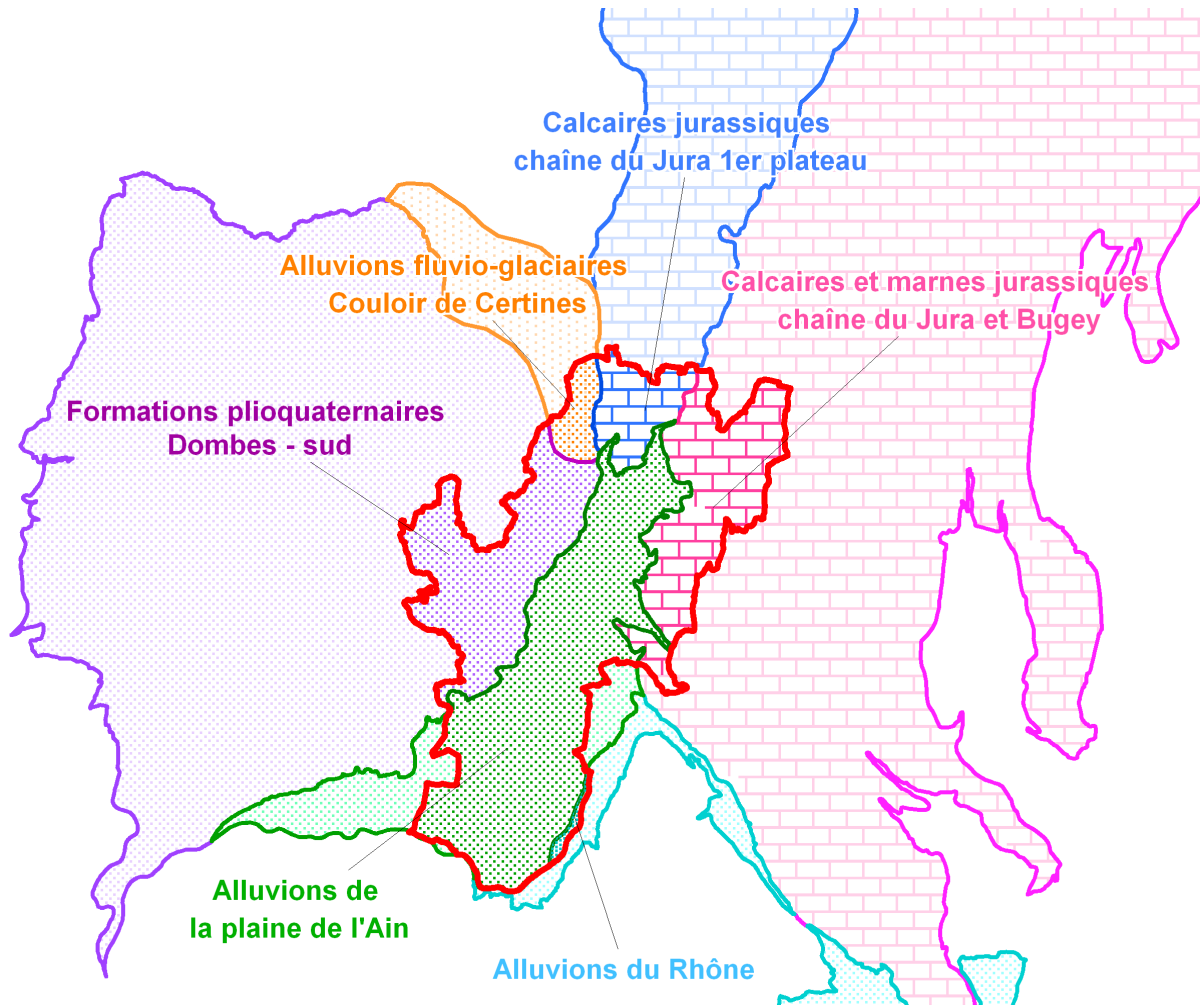 Calcaires jurassiques
chaîne du Jura 1er plateau
Alluvions fluvio-glaciaires
Couloir de Certines
Calcaires et marnes jurassiques
chaîne du Jura et Bugey
Formations plioquaternaires
Dombes - sud
Alluvions de
la plaine de l'Ain
Alluvions du Rhône